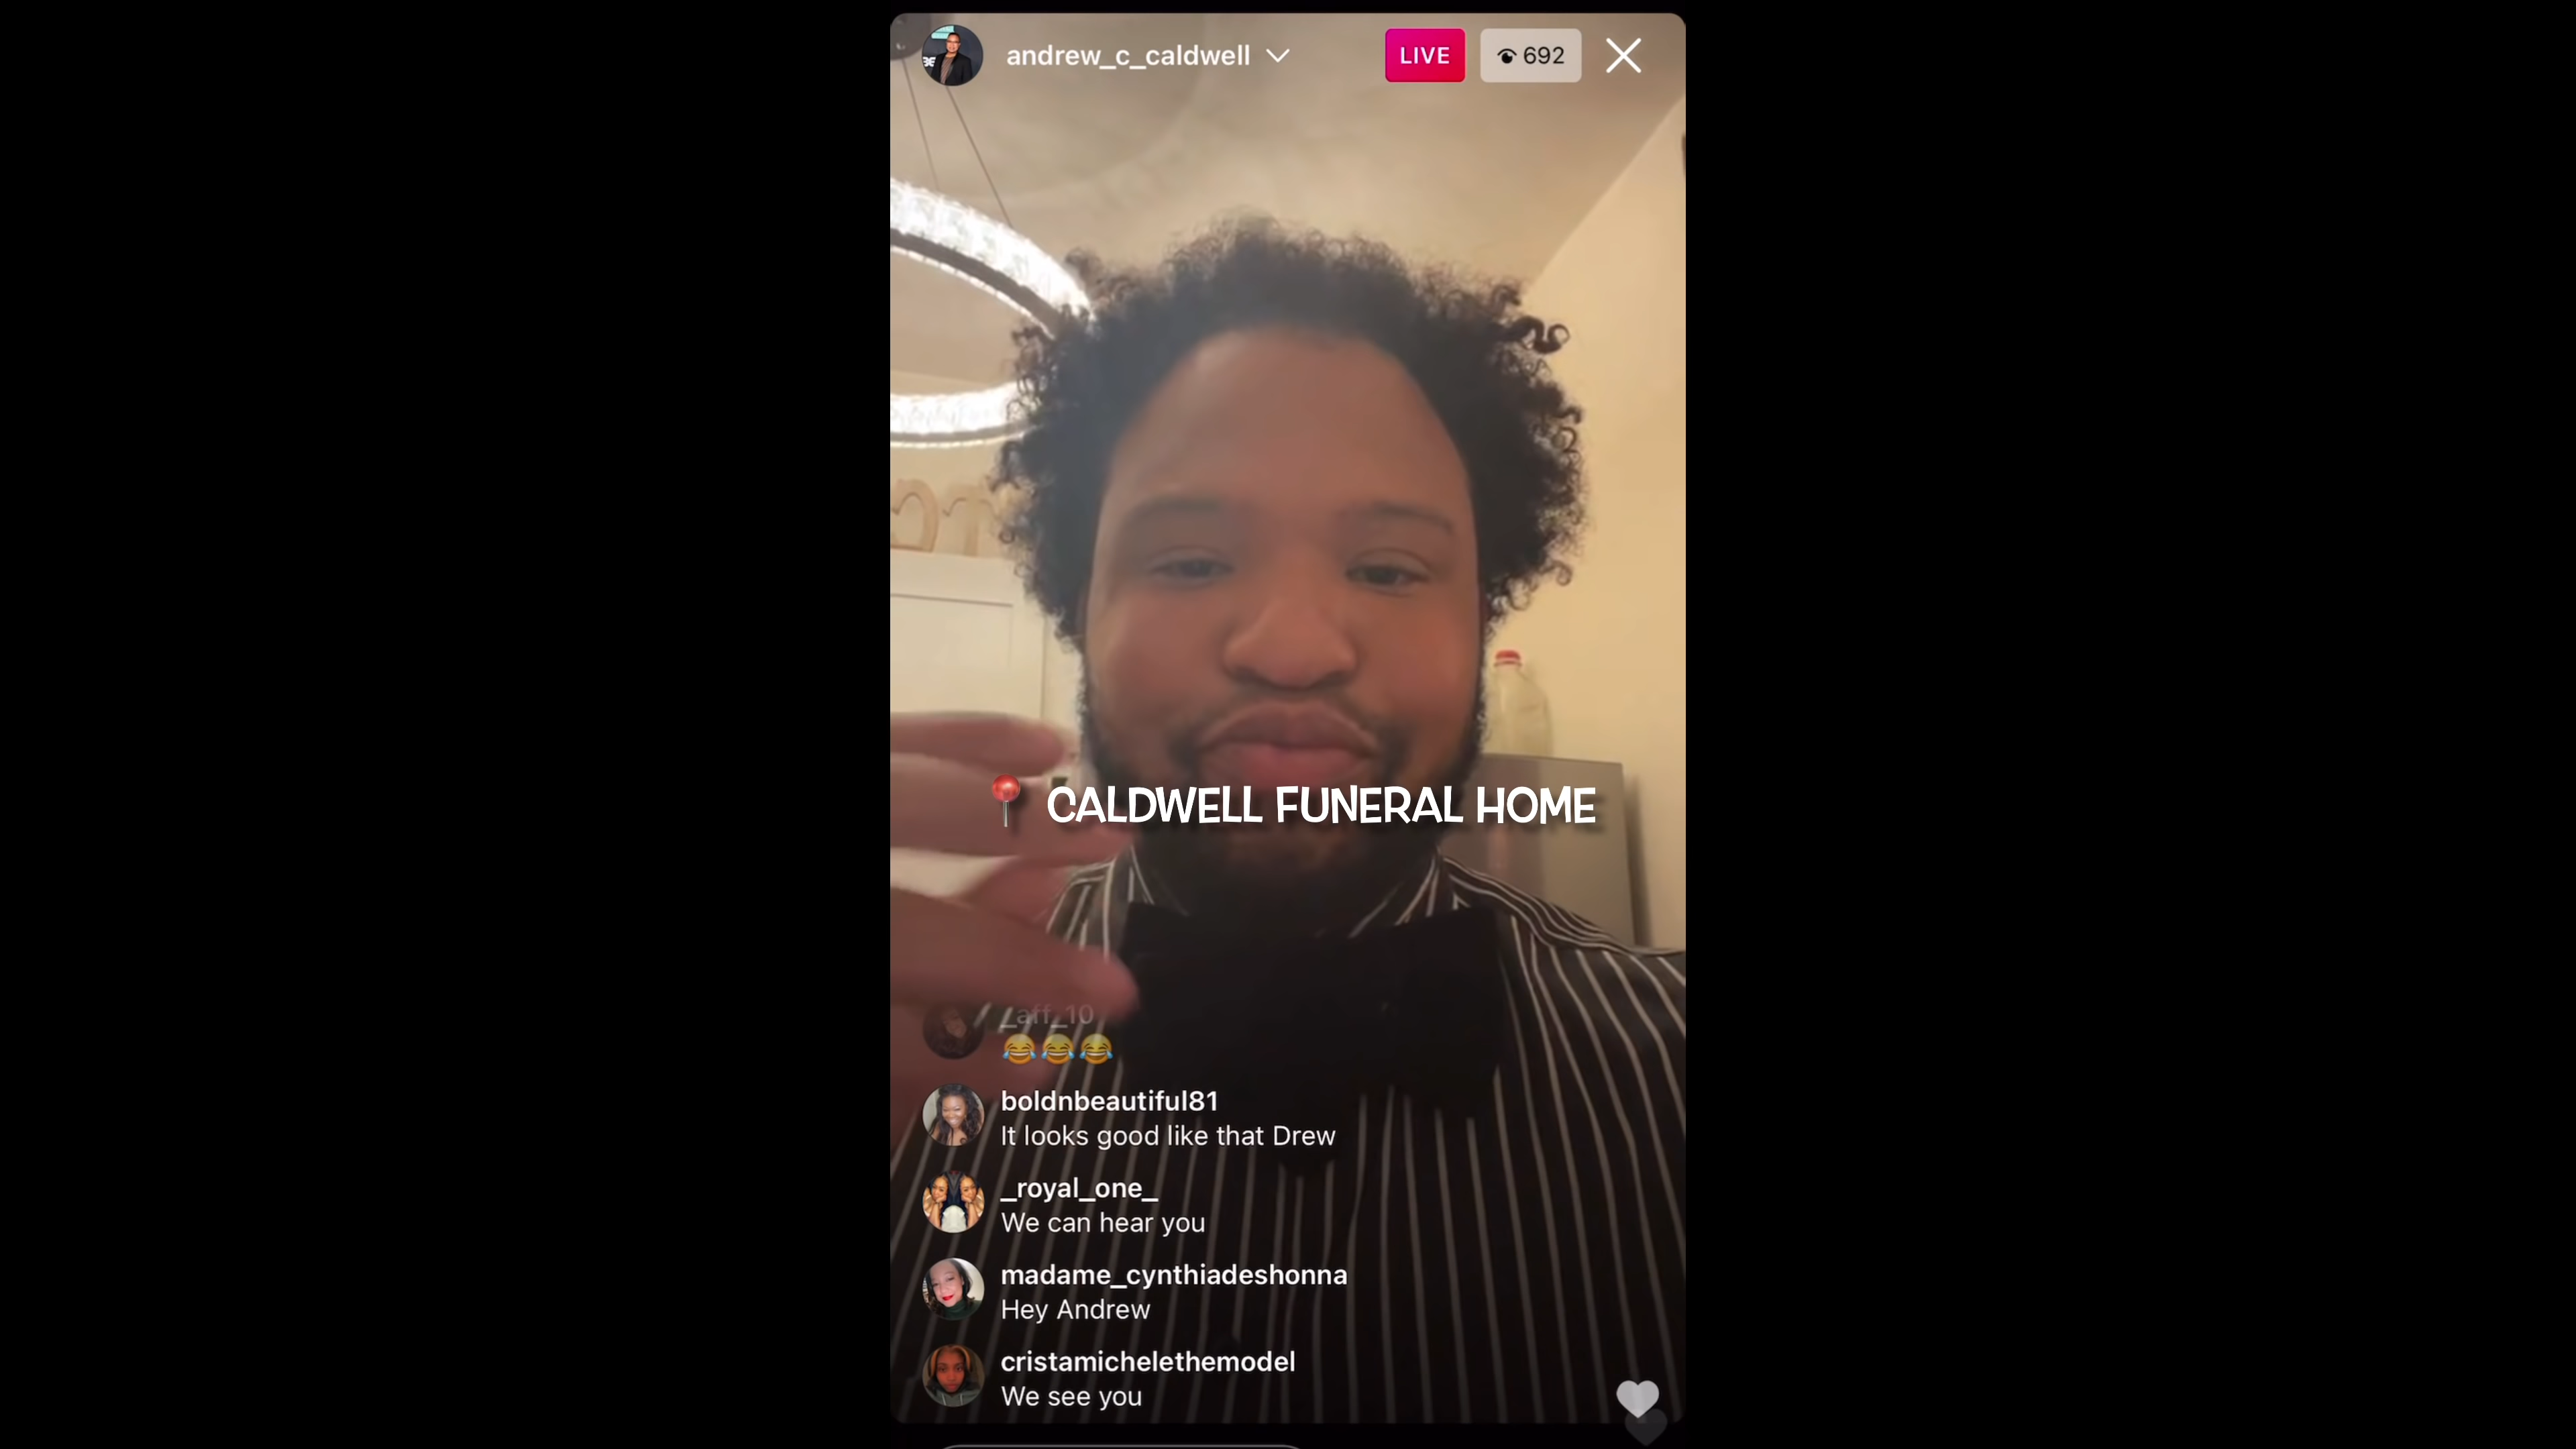 andrew_c_caldwell
LIVE
692
📍 CALDWELL FUNERAL HOME
_aff_10
😂😂😂
boldnbeautiful81
It looks good like that Drew
_royal_one_
We can hear you
madame_cynthiadeshonna
Hey Andrew
cristamichelethemodel
We see you